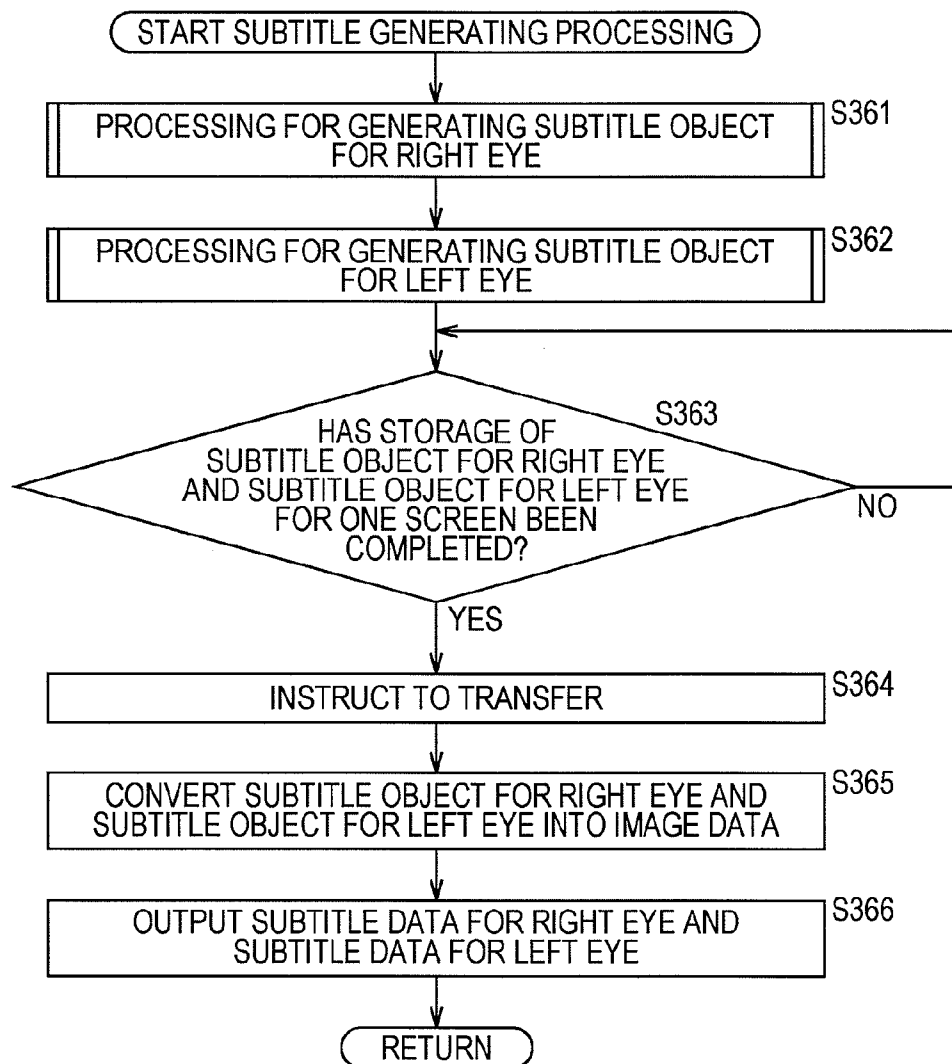 START SUBTITLE GENERATING PROCESSING
PROCESSING FOR GENERATING SUBTITLE OBJECT
FOR RIGHT EYE
S361
PROCESSING FOR GENERATING SUBTITLE OBJECT
FOR LEFT EYE
S362
S363
HAS STORAGE OF
SUBTITLE OBJECT FOR RIGHT EYE
AND SUBTITLE OBJECT FOR LEFT EYE
FOR ONE SCREEN BEEN
COMPLETED?
NO
YES
INSTRUCT TO TRANSFER
S364
CONVERT SUBTITLE OBJECT FOR RIGHT EYE AND
SUBTITLE OBJECT FOR LEFT EYE INTO IMAGE DATA
S365
OUTPUT SUBTITLE DATA FOR RIGHT EYE AND
SUBTITLE DATA FOR LEFT EYE
S366
RETURN